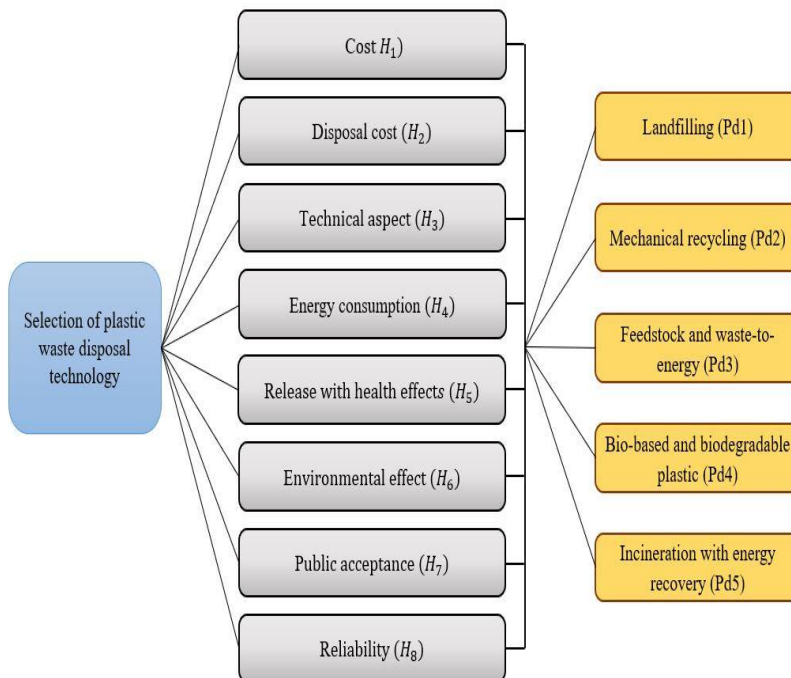 Cost H₁)
Disposal cost (H₂)
Technical aspect (H₃)
Energy consumption (H₄)
Release with health effects (H₅)
Environmental effect (H₆)
Public acceptance (H₇)
Reliability (H₈)
Selection of plastic
waste disposal
technology
Landfilling (Pd1)
Mechanical recycling (Pd2)
Feedstock and waste-to-
energy (Pd3)
Bio-based and biodegradable
plastic (Pd4)
Incineration with energy
recovery (Pd5)